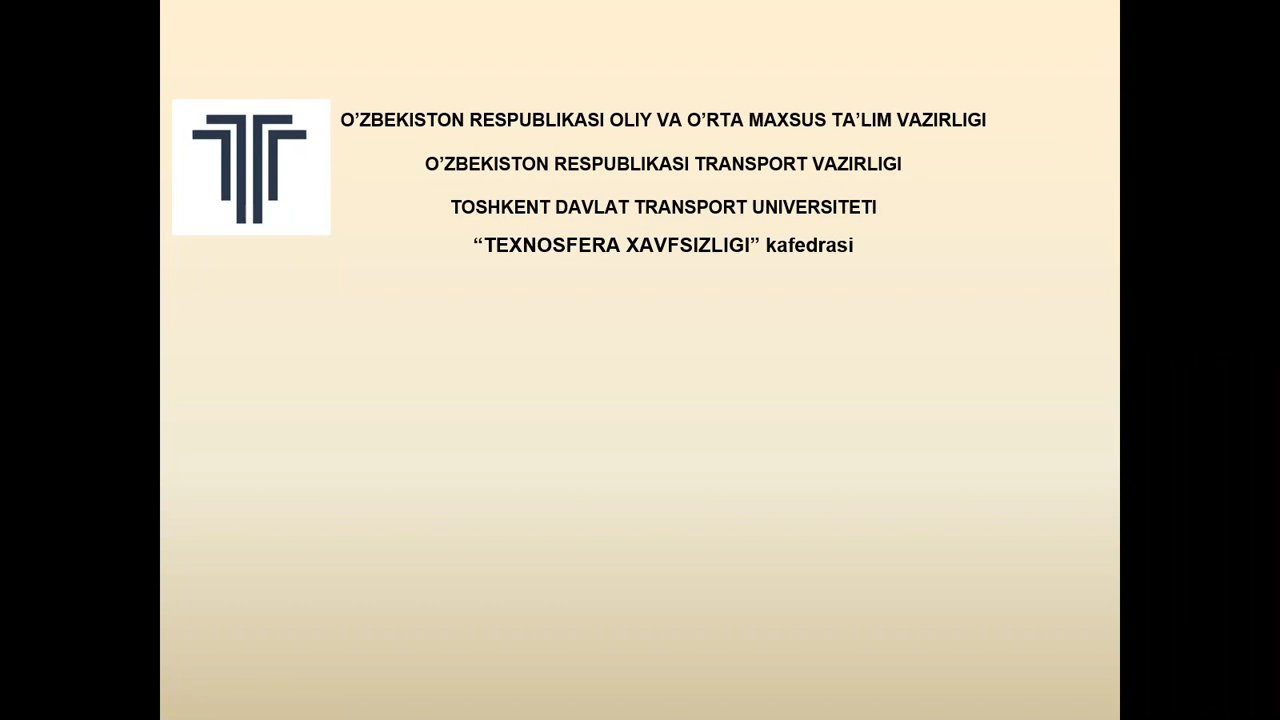 O’ZBEKISTON RESPUBLIKASI OLIY VA O’RTA MAXSUS TA’LIM VAZIRLIGI
O’ZBEKISTON RESPUBLIKASI TRANSPORT VAZIRLIGI
TOSHKENT DAVLAT TRANSPORT UNIVERSITETI
“TEXNOSFERA XAVFSIZLIGI” kafedrasi